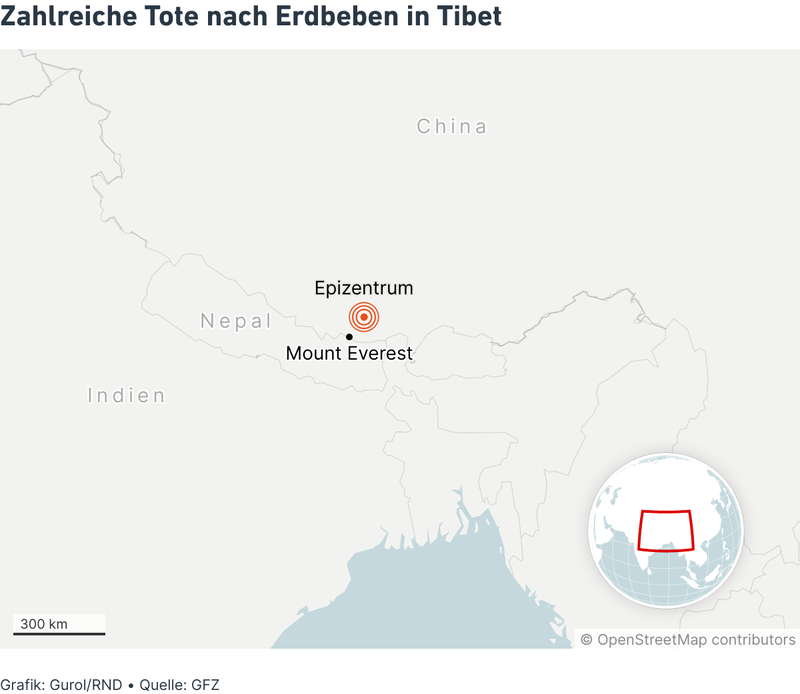 Zahlreiche Tote nach Erdbeben in Tibet
China
Epizentrum
Nepal
Mount Everest
Indien
300 km
© OpenStreetMap contributors
Grafik: Gurol/RND • Quelle: GFZ